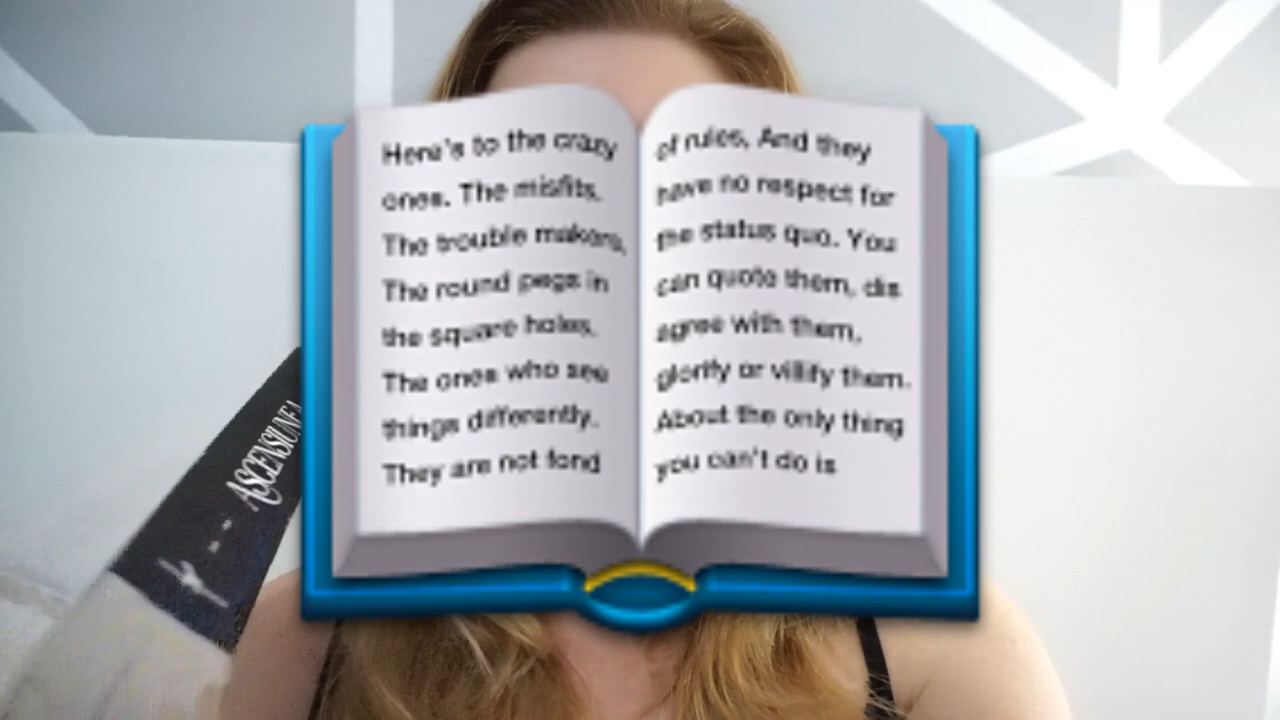 ASCENSIUNEA
Here's to the crazy
ones. The misfits.
The trouble makers,
The round pegs in
the square holes.
The ones who see
things differently.
They are not fond
of rules. And they
have no respect for
the status quo. You
can quote them, dis
agree with them,
glorify or villify them.
About the only thing
you can't do is